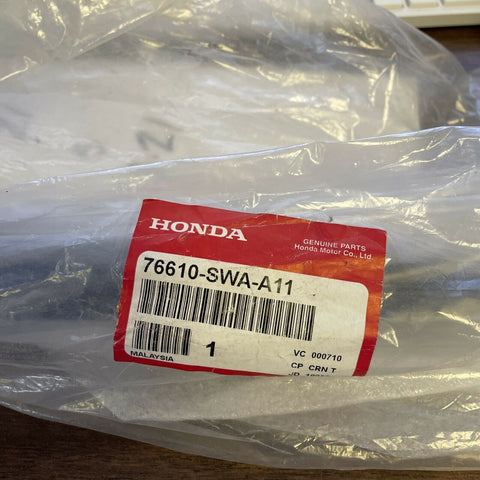 HONDA
GENUINE PARTS
Honda Motor Co., Ltd.
76610-SWA-A11
1
VC 000710
MALAYSIA
CP CRN T